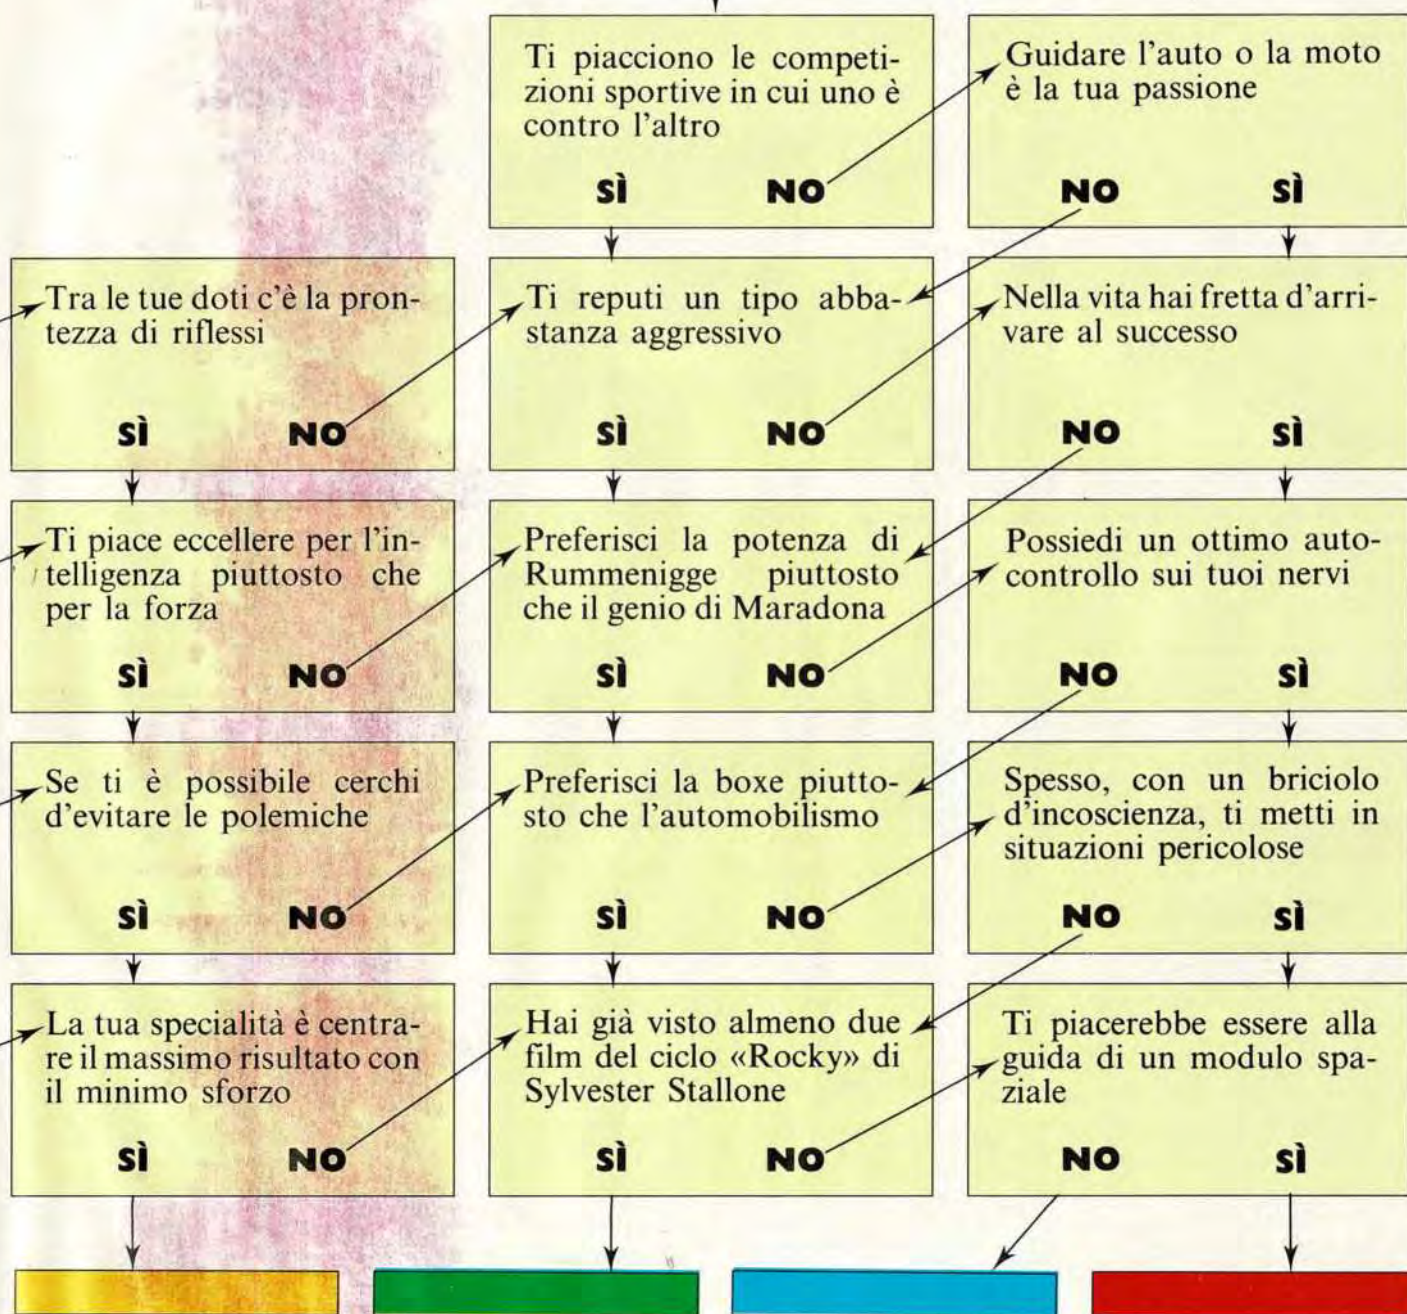 Ti piacciono le competi-
zioni sportive in cui uno è
contro l'altro
SÌ NO
Guidare l'auto o la moto
è la tua passione
NO SÌ
Tra le tue doti c'è la pron-
tezza di riflessi
SÌ NO
Ti reputi un tipo abba-
stanza aggressivo
SÌ NO
Nella vita hai fretta d'arri-
vare al successo
NO SÌ
Ti piace eccellere per l'in-
telligenza piuttosto che
per la forza
SÌ NO
Preferisci la potenza di
Rummenigge piuttosto
che il genio di Maradona
SÌ NO
Possiedi un ottimo auto-
controllo sui tuoi nervi
NO SÌ
Se ti è possibile cerchi
d'evitare le polemiche
SÌ NO
Preferisci la boxe piutto-
sto che l'automobilismo
SÌ NO
Spesso, con un briciolo
d'incoscienza, ti metti in
situazioni pericolose
NO SÌ
La tua specialità è centra-
re il massimo risultato con
il minimo sforzo
SÌ NO
Hai già visto almeno due
film del ciclo «Rocky» di
Sylvester Stallone
SÌ NO
Ti piacerebbe essere alla
guida di un modulo spa-
ziale
NO SÌ